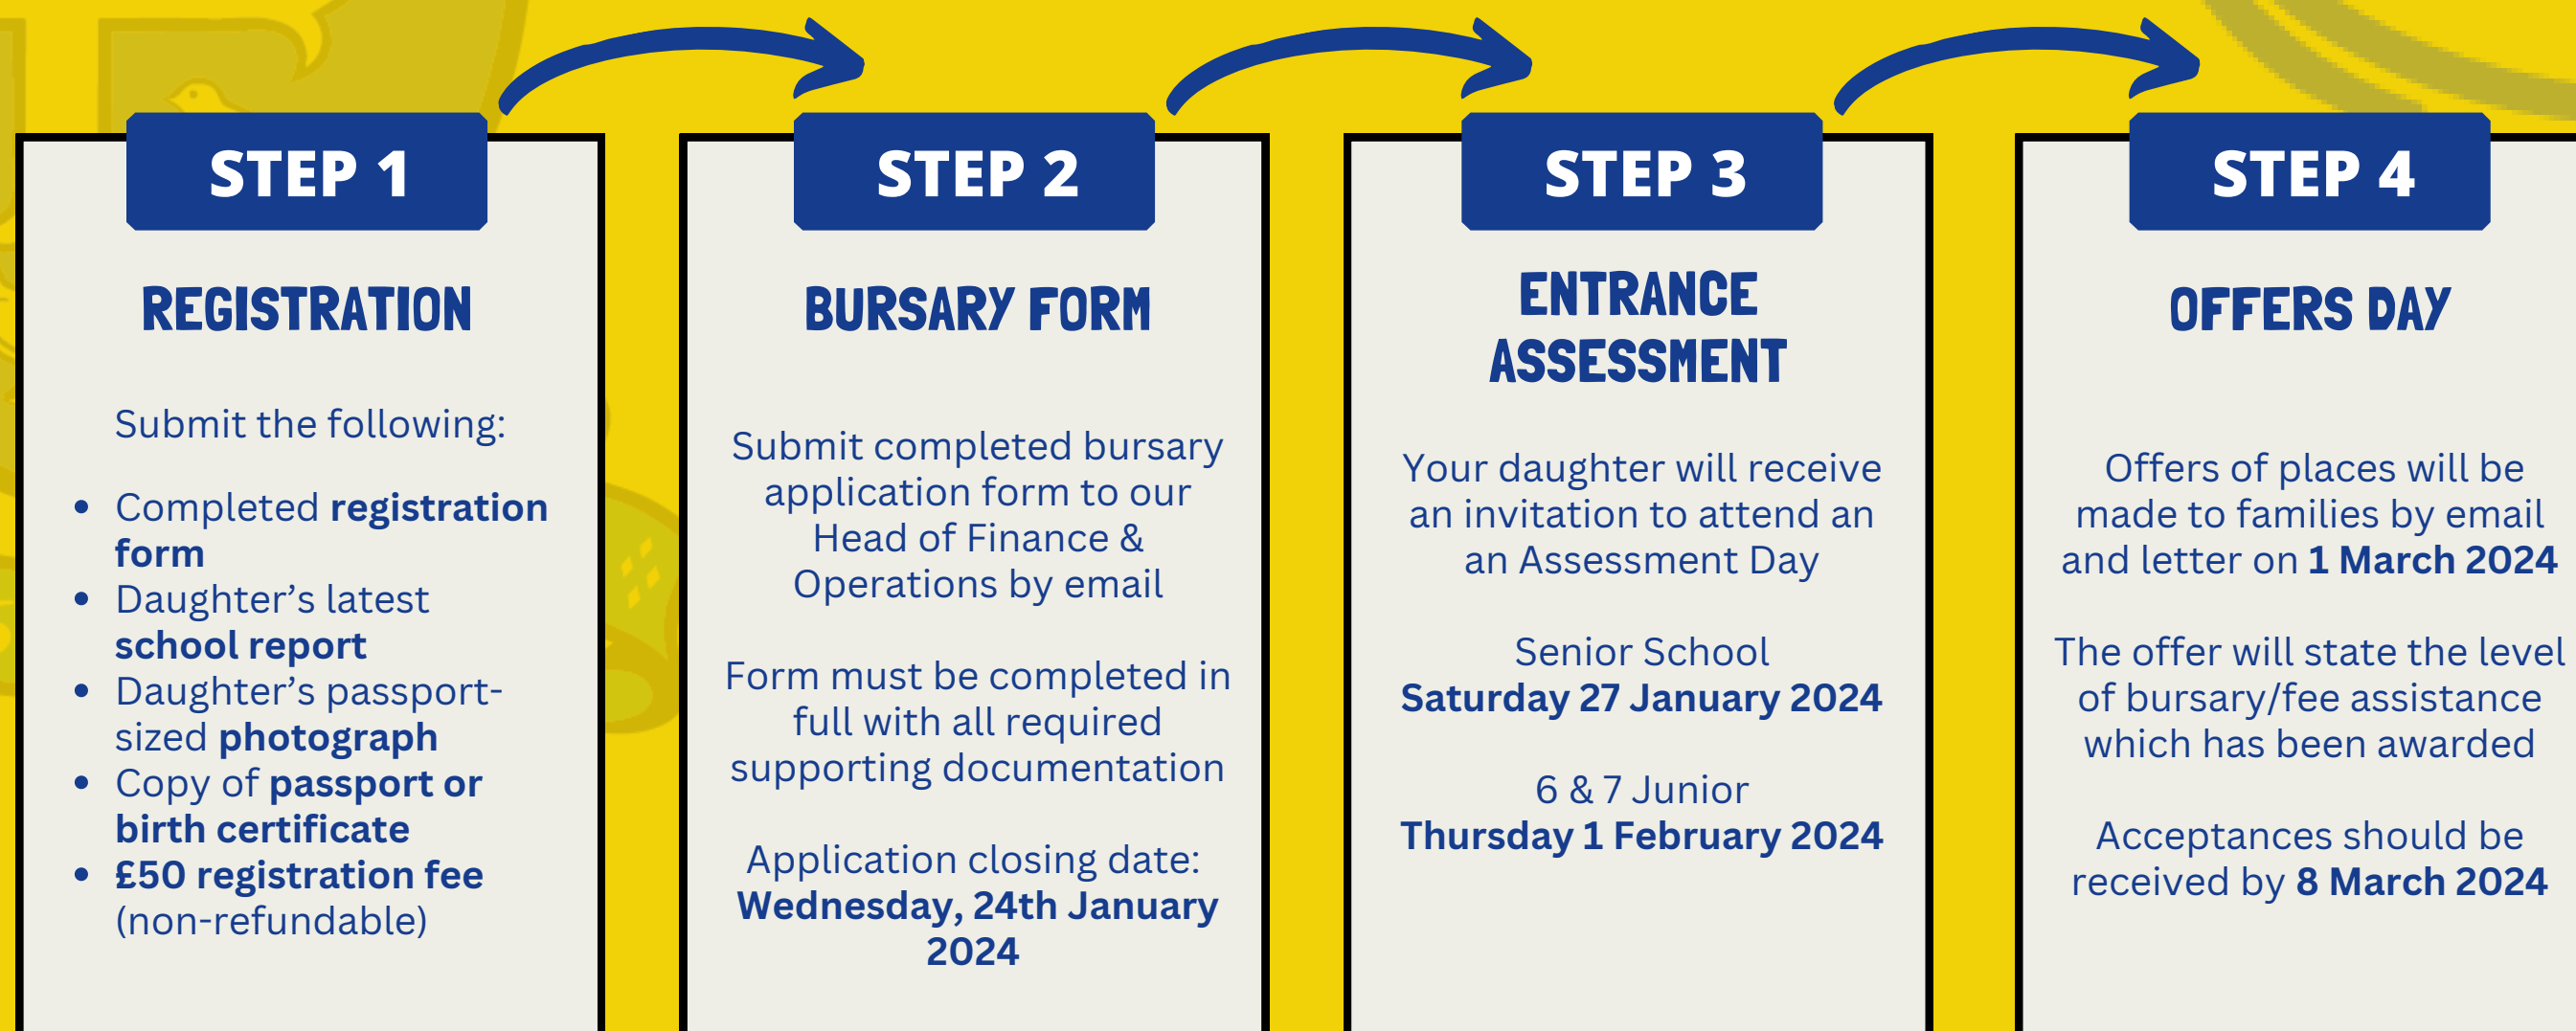 STEP 1
REGISTRATION
Submit the following:
• Completed registration
form
• Daughter’s latest
school report
• Daughter’s passport-
sized photograph
• Copy of passport or
birth certificate
• £50 registration fee
(non-refundable)
STEP 2
BURSARY FORM
Submit completed bursary
application form to our
Head of Finance &
Operations by email
Form must be completed in
full with all required
supporting documentation
Application closing date:
Wednesday, 24th January
2024
STEP 3
ENTRANCE
ASSESSMENT
Your daughter will receive
an invitation to attend an
an Assessment Day
Senior School
Saturday 27 January 2024
6 & 7 Junior
Thursday 1 February 2024
STEP 4
OFFERS DAY
Offers of places will be
made to families by email
and letter on 1 March 2024
The offer will state the level
of bursary/fee assistance
which has been awarded
Acceptances should be
received by 8 March 2024